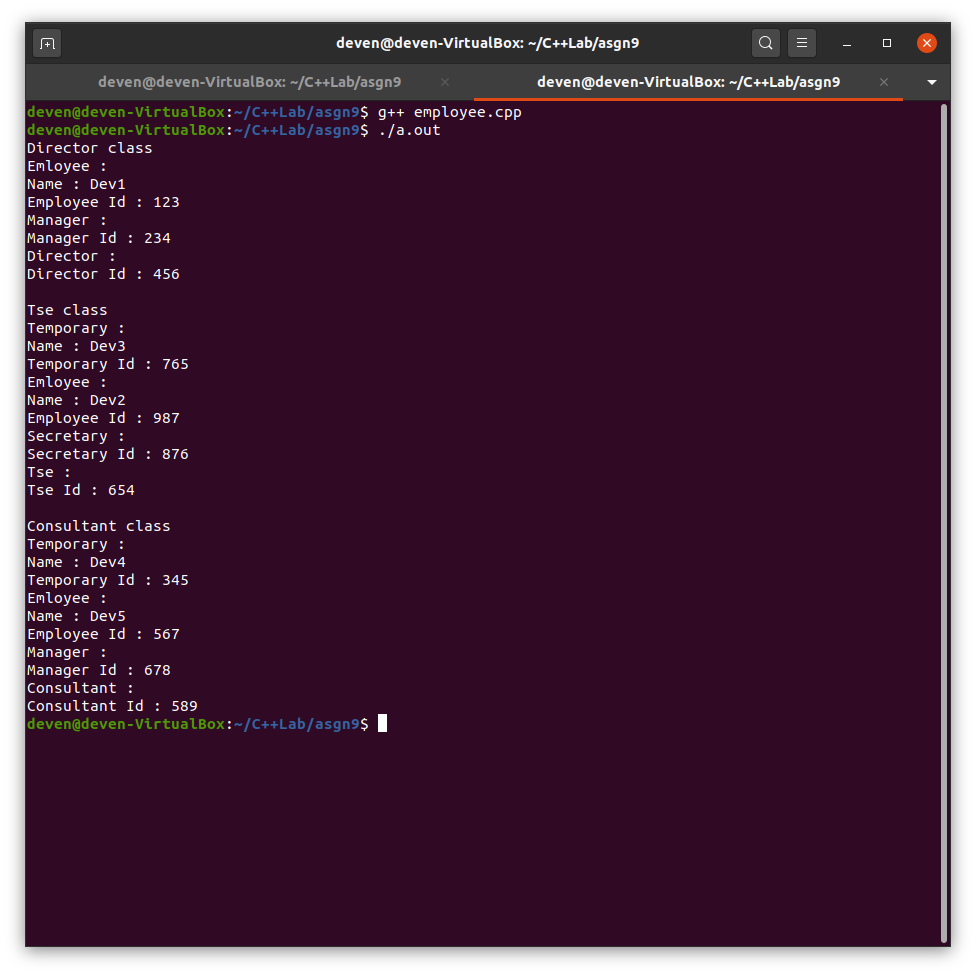 deven@deven-VirtualBox: ~/C++Lab/asgn9
deven@deven-VirtualBox: ~/C++Lab/asgn9
deven@deven-VirtualBox: ~/C++Lab/asgn9
deven@deven-VirtualBox:~/C++Lab/asgn9$ g++ employee.cpp
deven@deven-VirtualBox:~/C++Lab/asgn9$ ./a.out
Director class
Emloyee :
Name : Dev1
Employee Id : 123
Manager :
Manager Id : 234
Director :
Director Id : 456

Tse class
Temporary :
Name : Dev3
Temporary Id : 765
Emloyee :
Name : Dev2
Employee Id : 987
Secretary :
Secretary Id : 876
Tse :
Tse Id : 654

Consultant class
Temporary :
Name : Dev4
Temporary Id : 345
Emloyee :
Name : Dev5
Employee Id : 567
Manager :
Manager Id : 678
Consultant :
Consultant Id : 589
deven@deven-VirtualBox:~/C++Lab/asgn9$